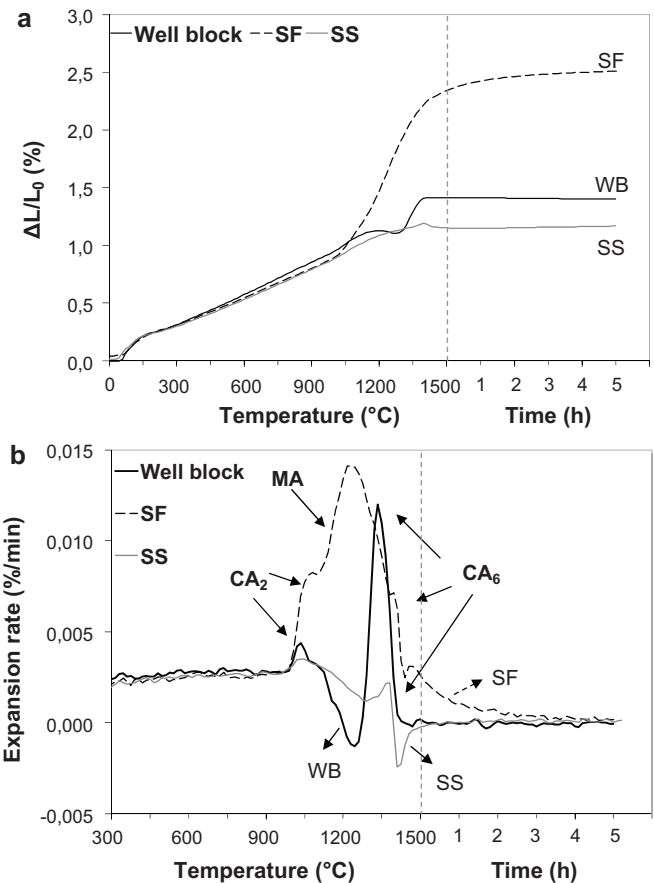 a
Well block SF SS
3,0
2,5
2,0
1,5
1,0
0,5
0,0
ΔL/L₀ (%)
SF
WB
SS
0 300 600 900 1200 1500 1 2 3 4 5
Temperature (°C) Time (h)
b
0,015
0,010
0,005
0,000
-0,005
Expansion rate (%/min)
Well block
SF
SS
MA
CA₂
CA₆
SF
WB
SS
300 600 900 1200 1500 1 2 3 4 5
Temperature (°C) Time (h)